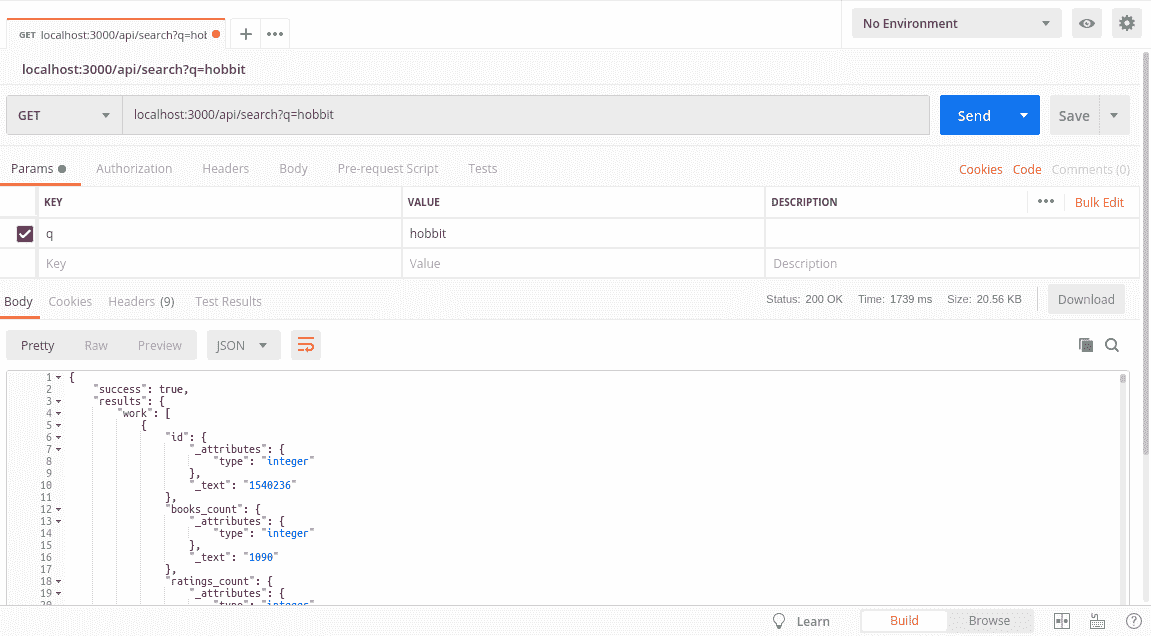 GET localhost:3000/api/search?q=hob
No Environment
localhost:3000/api/search?q=hobbit
GET localhost:3000/api/search?q=hobbit Send Save
Params Authorization Headers Body Pre-request Script Tests Cookies Code Comments (0)
KEY VALUE DESCRIPTION ••• Bulk Edit
q hobbit
Key Value Description
Body Cookies Headers (9) Test Results Status: 200 OK Time: 1739 ms Size: 20.56 KB Download
Pretty Raw Preview JSON
1 {
2 "success": true,
3 "results": {
4 "work": [
5 {
6 "id": {
7 "_attributes": {
8 "type": "integer"
9 },
10 "_text": "1540236"
11 },
12 "books_count": {
13 "_attributes": {
14 "type": "integer"
15 },
16 "_text": "1090"
17 },
18 "ratings_count": {
19 "_attributes": {
20 "type": "integer"
Learn Build Browse